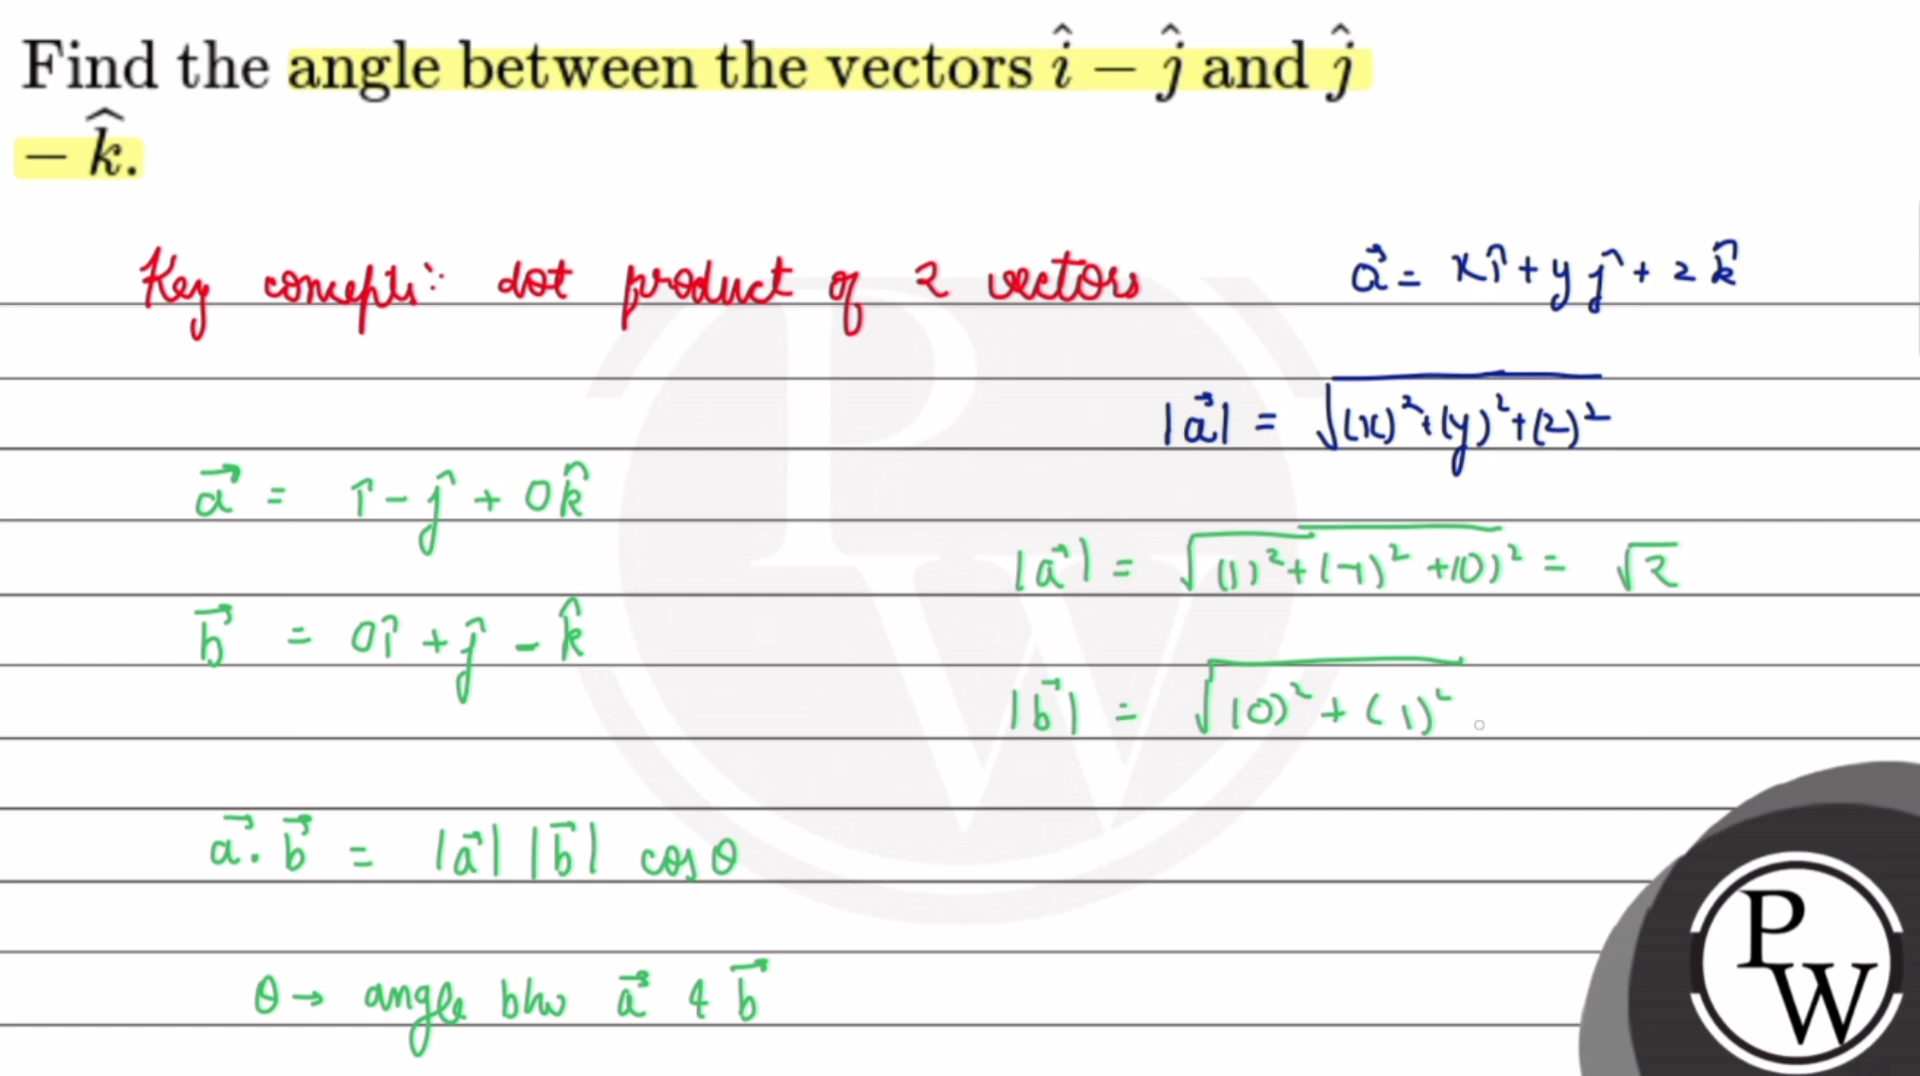 Find the angle between the vectors î − ĵ and ĵ
− k̂.
Key concepts: dot product of 2 vectors
a⃗ = xî + yĵ + zk̂
|a⃗| = √((x)² + (y)² + (z)²)
a⃗ = î − ĵ + 0k̂
|a⃗| = √((1)² + (−1)² + (0)²) = √2
b⃗ = 0î + ĵ − k̂
|b⃗| = √((0)² + (1)²
a⃗ . b⃗ = |a⃗| |b⃗| cos θ
θ → angle b/w a⃗ & b⃗
PW